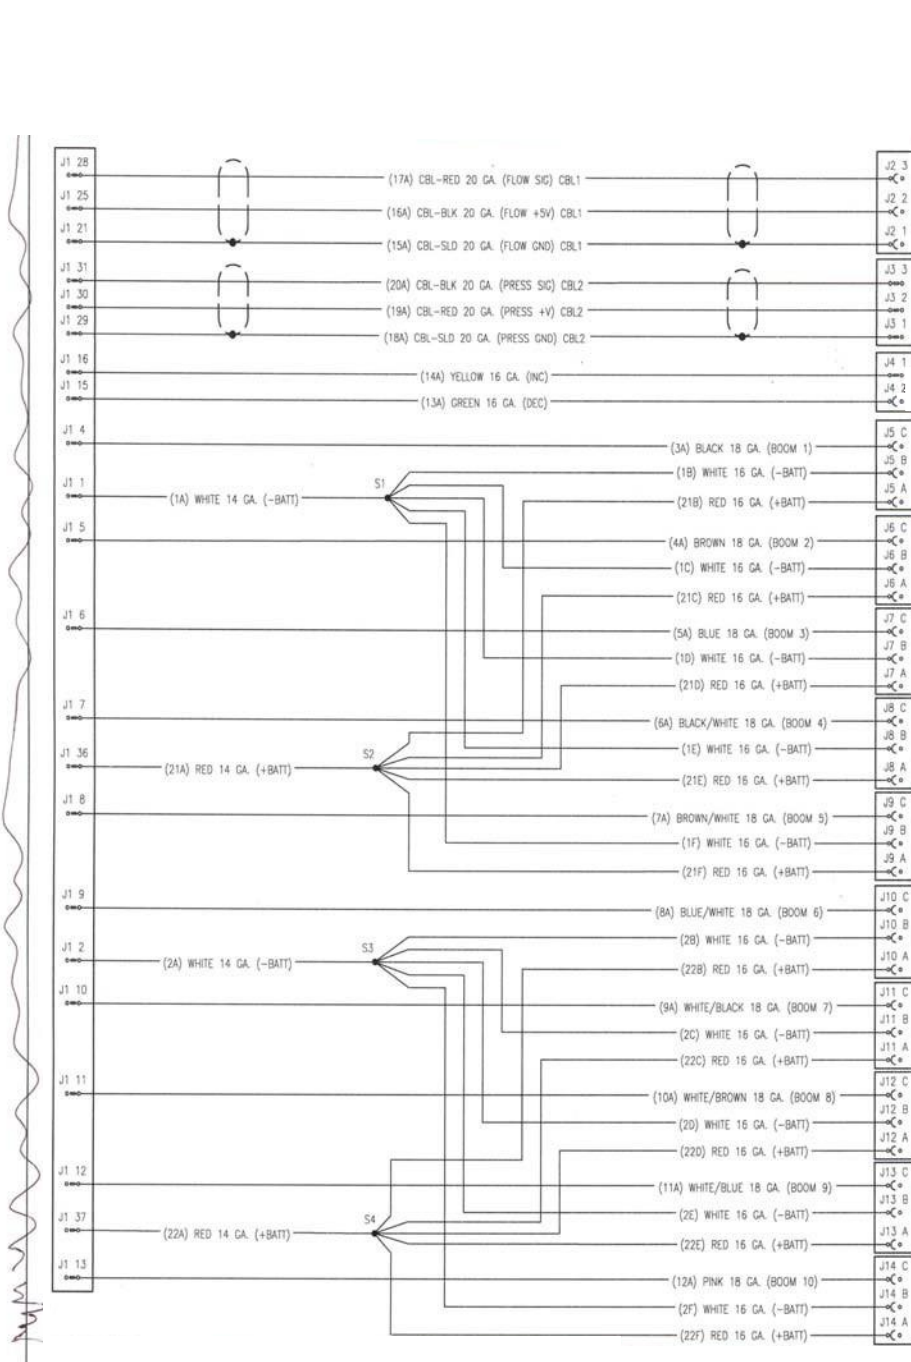 J1 28
(17A) CBL-RED 20 GA. (FLOW SIG) CBL1
J2 3
J1 25
(16A) CBL-BLK 20 GA. (FLOW +5V) CBL1
J2 2
J1 21
(15A) CBL-SLD 20 GA. (FLOW GND) CBL1
J2 1
J1 31
(20A) CBL-BLK 20 GA. (PRESS SIG) CBL2
J3 3
J1 30
(19A) CBL-RED 20 GA. (PRESS +V) CBL2
J3 2
J1 29
(18A) CBL-SLD 20 GA. (PRESS GND) CBL2
J3 1
J1 16
(14A) YELLOW 16 GA. (INC)
J4 1
J1 15
(13A) GREEN 16 GA. (DEC)
J4 2
J1 4
(3A) BLACK 18 GA. (BOOM 1)
J5 C
(1B) WHITE 16 GA. (-BATT)
J5 B
J1 1
(1A) WHITE 14 GA. (-BATT)
S1
(21B) RED 16 GA. (+BATT)
J5 A
J1 5
(4A) BROWN 18 GA. (BOOM 2)
J6 C
(1C) WHITE 16 GA. (-BATT)
J6 B
(21C) RED 16 GA. (+BATT)
J6 A
J1 6
(5A) BLUE 18 GA. (BOOM 3)
J7 C
(1D) WHITE 16 GA. (-BATT)
J7 B
(21D) RED 16 GA. (+BATT)
J7 A
J1 7
(6A) BLACK/WHITE 18 GA. (BOOM 4)
J8 C
(1E) WHITE 16 GA. (-BATT)
J8 B
J1 36
(21A) RED 14 GA. (+BATT)
S2
(21E) RED 16 GA. (+BATT)
J8 A
J1 8
(7A) BROWN/WHITE 18 GA. (BOOM 5)
J9 C
(1F) WHITE 16 GA. (-BATT)
J9 B
(21F) RED 16 GA. (+BATT)
J9 A
J1 9
(8A) BLUE/WHITE 18 GA. (BOOM 6)
J10 C
(2B) WHITE 16 GA. (-BATT)
J10 B
J1 2
(2A) WHITE 14 GA. (-BATT)
S3
(22B) RED 16 GA. (+BATT)
J10 A
J1 10
(9A) WHITE/BLACK 18 GA. (BOOM 7)
J11 C
(2C) WHITE 16 GA. (-BATT)
J11 B
(22C) RED 16 GA. (+BATT)
J11 A
J1 11
(10A) WHITE/BROWN 18 GA. (BOOM 8)
J12 C
(2D) WHITE 16 GA. (-BATT)
J12 B
(22D) RED 16 GA. (+BATT)
J12 A
J1 12
(11A) WHITE/BLUE 18 GA. (BOOM 9)
J13 C
(2E) WHITE 16 GA. (-BATT)
J13 B
J1 37
(22A) RED 14 GA. (+BATT)
S4
(22E) RED 16 GA. (+BATT)
J13 A
J1 13
(12A) PINK 18 GA. (BOOM 10)
J14 C
(2F) WHITE 16 GA. (-BATT)
J14 B
(22F) RED 16 GA. (+BATT)
J14 A